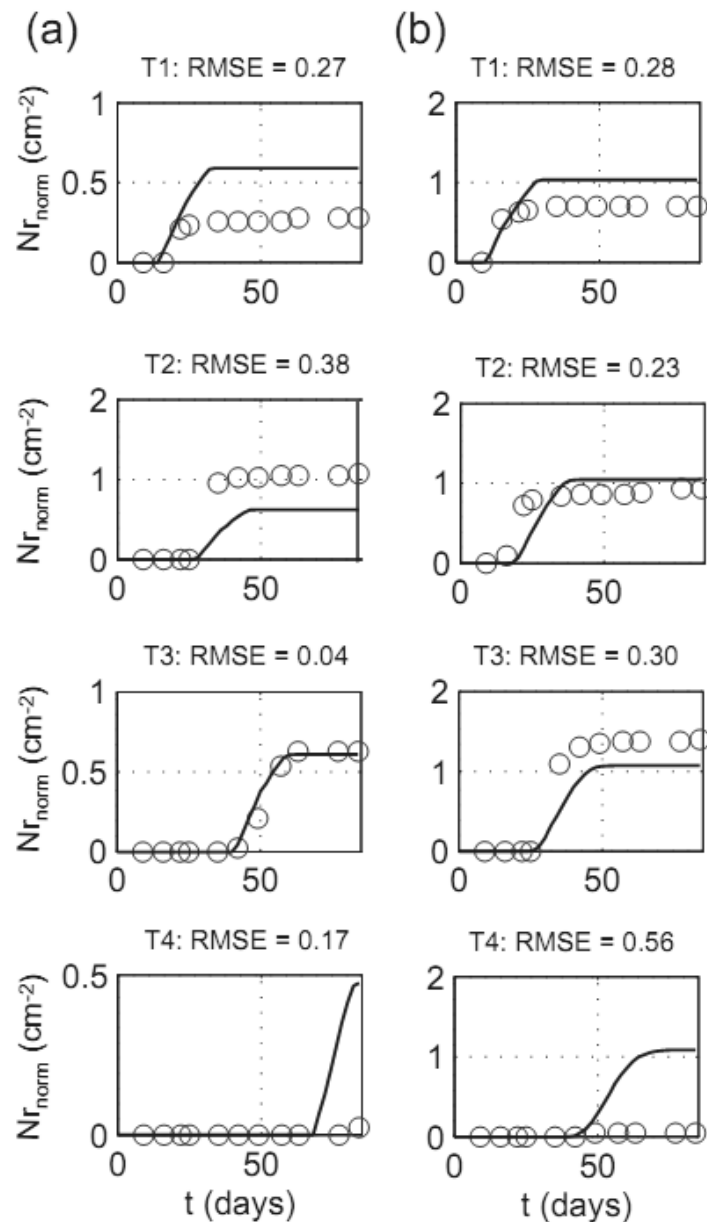 (a) (b)
T1: RMSE = 0.27
Nr_norm (cm⁻²)
1
0.5
0
0 50
T1: RMSE = 0.28
2
1
0
0 50
T2: RMSE = 0.38
Nr_norm (cm⁻²)
2
1
0
0 50
T2: RMSE = 0.23
2
1
0
0 50
T3: RMSE = 0.04
Nr_norm (cm⁻²)
1
0.5
0
0 50
T3: RMSE = 0.30
2
1
0
0 50
T4: RMSE = 0.17
Nr_norm (cm⁻²)
0.5
0
0 50
t (days)
T4: RMSE = 0.56
2
1
0
0 50
t (days)